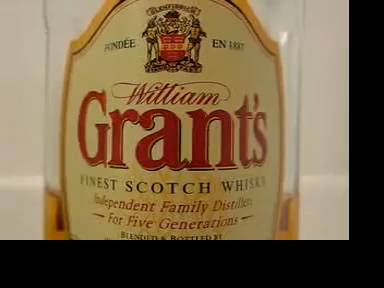 FONDÉE EN 1887
William
Grant's
FINEST SCOTCH WHISKY
Independent Family Distillers
For Five Generations
BLENDED & BOTTLED BY